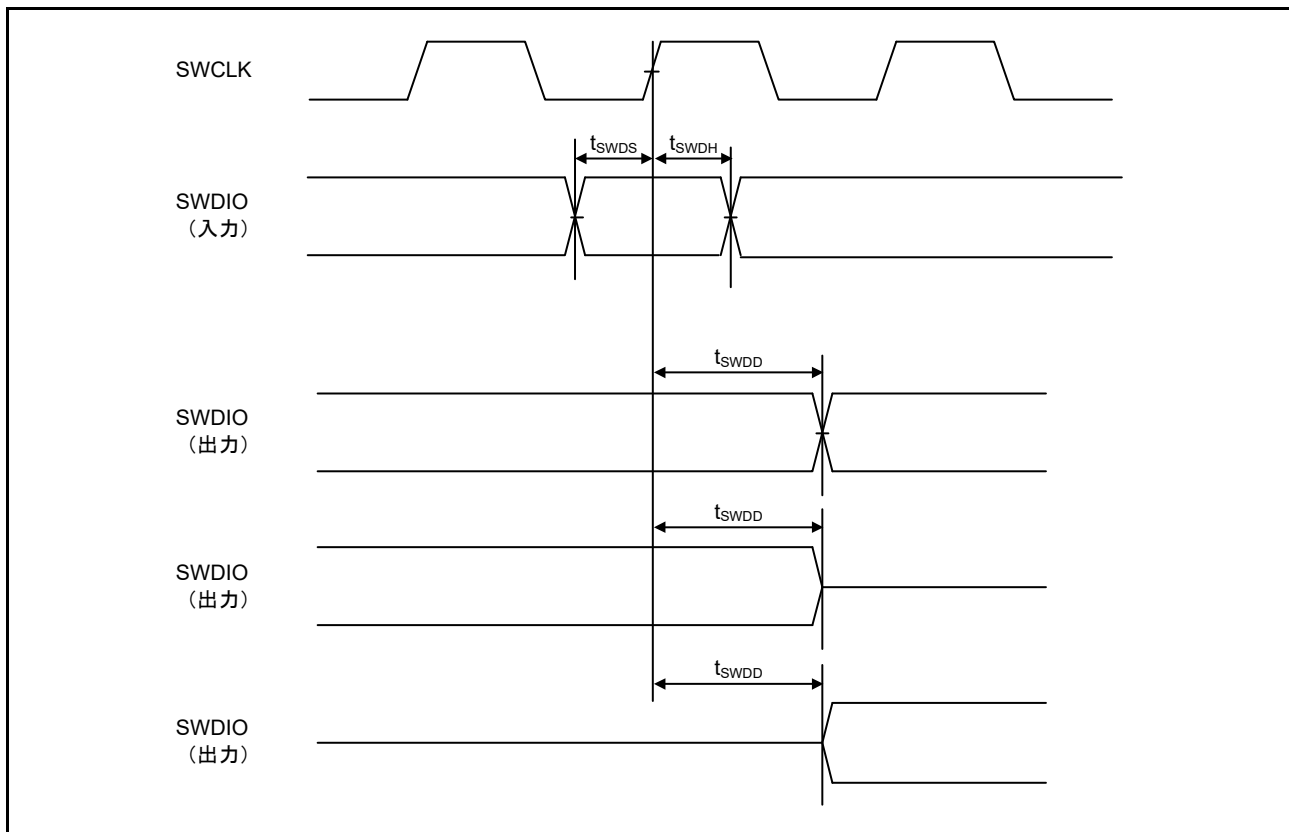 SWCLK
tSWDS
tSWDH
SWDIO
（入力）
tSWDD
SWDIO
（出力）
tSWDD
SWDIO
（出力）
tSWDD
SWDIO
（出力）